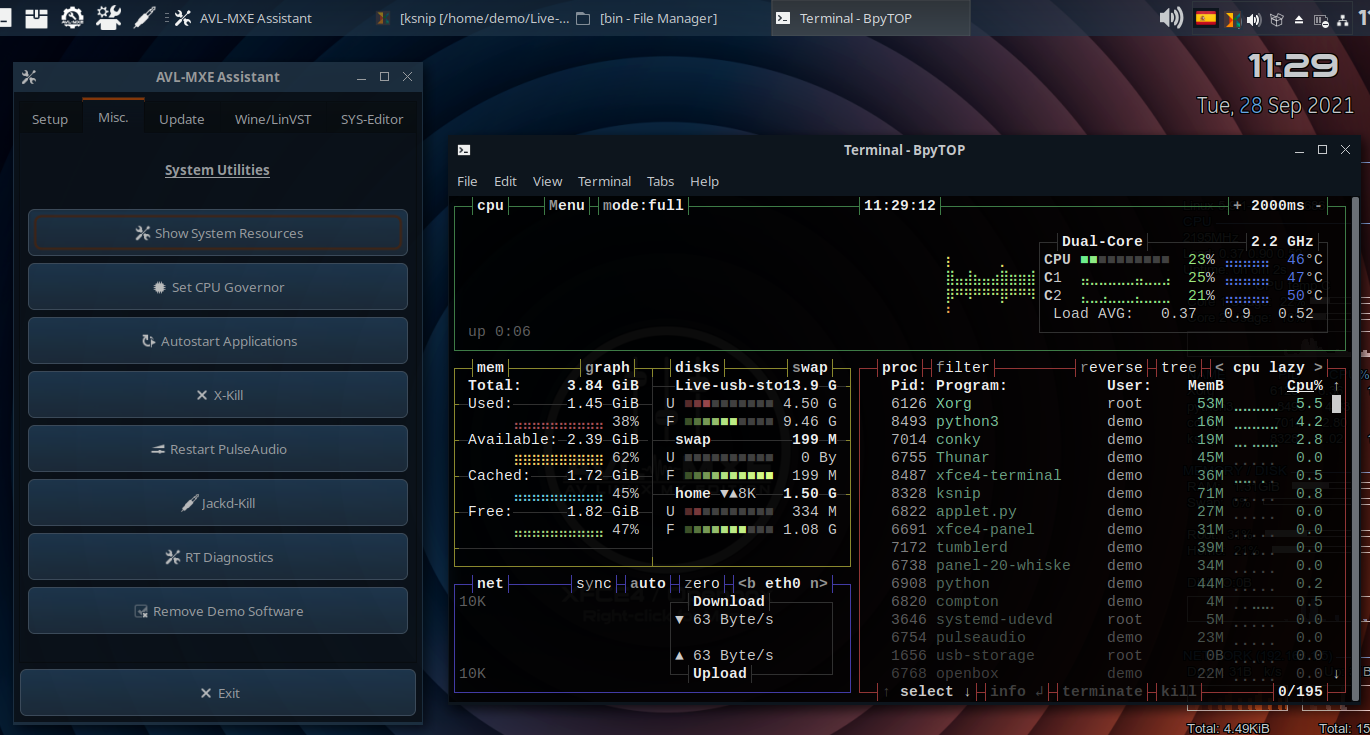 AVL-MXE Assistant
[ksnip [/home/demo/Live-...
[bin - File Manager]
Terminal - BpyTOP
11:29
Tue, 28 Sep 2021
AVL-MXE Assistant
Setup Misc. Update Wine/LinVST SYS-Editor
System Utilities
Show System Resources
Set CPU Governor
Autostart Applications
X-Kill
Restart PulseAudio
Jackd-Kill
RT Diagnostics
Remove Demo Software
Exit
Terminal - BpyTOP
File Edit View Terminal Tabs Help
cpu Menu mode:full 11:29:12 + 2000ms -
Dual-Core 2.2 GHz
CPU 23% 46°C
C1 25% 47°C
C2 21% 50°C
Load AVG: 0.37 0.9 0.52
up 0:06
mem graph
Total: 3.84 GiB
Used: 1.45 GiB
38%
Available: 2.39 GiB
62%
Cached: 1.72 GiB
45%
Free: 1.82 GiB
47%
disks swap
Live-usb-sto13.9 G
U 4.50 G
F 9.46 G
swap 199 M
U 0 By
F 199 M
home ▼▲8K 1.50 G
U 334 M
F 1.08 G
net sync auto zero <b eth0 n>
10K
Download
▼ 63 Byte/s
▲ 63 Byte/s
Upload
10K
proc filter reverse tree < cpu lazy >
Pid: Program: User: MemB Cpu% ↑
6126 Xorg root 53M 5.5
8493 python3 demo 16M 4.2
7014 conky demo 19M 2.8
6755 Thunar demo 45M 0.0
8487 xfce4-terminal demo 36M 0.5
8328 ksnip demo 71M 0.8
6822 applet.py demo 27M 0.0
6691 xfce4-panel demo 31M 0.0
7172 tumblerd demo 39M 0.0
6738 panel-20-whiske demo 34M 0.0
6908 python demo 44M 0.2
6820 compton demo 4M 0.5
3646 systemd-udevd root 5M 0.0
6754 pulseaudio demo 23M 0.0
1656 usb-storage root 0B 0.0
6768 openbox demo 22M 0.0 ↓
↑ select ↓ info ↲ terminate kill 0/195
Total: 4.49KiB Total: 15